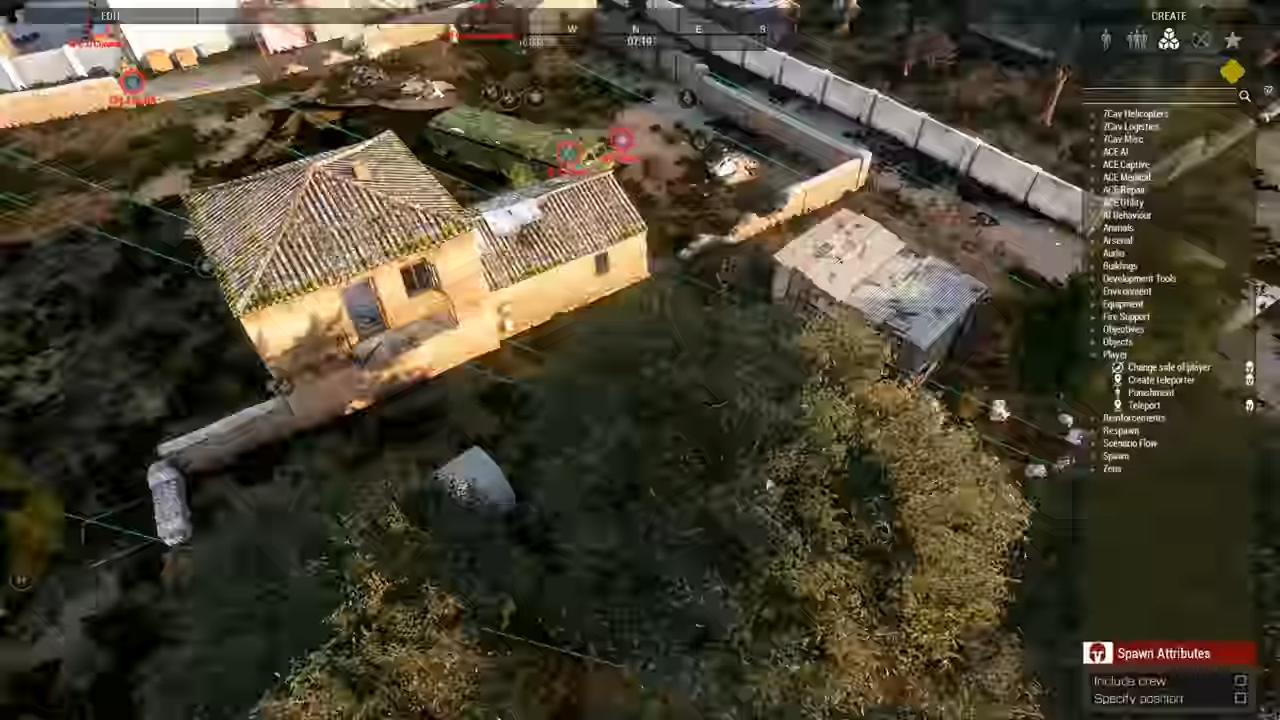 EDIT
W
N
E
S
07:10
CREATE
7Cav Helicopters
7Cav Logistics
7Cav Misc
ACE AI
ACE Captive
ACE Medical
ACE Repair
ACE Utility
AI Behaviour
Animals
Arsenal
Audio
Buildings
Development Tools
Environment
Equipment
Fire Support
Objectives
Objects
Player
Change side of player
Create teleporter
Punishment
Teleport
Reinforcements
Respawn
Scenario Flow
Spawn
Zeus
Spawn Attributes
Include crew
Specify position